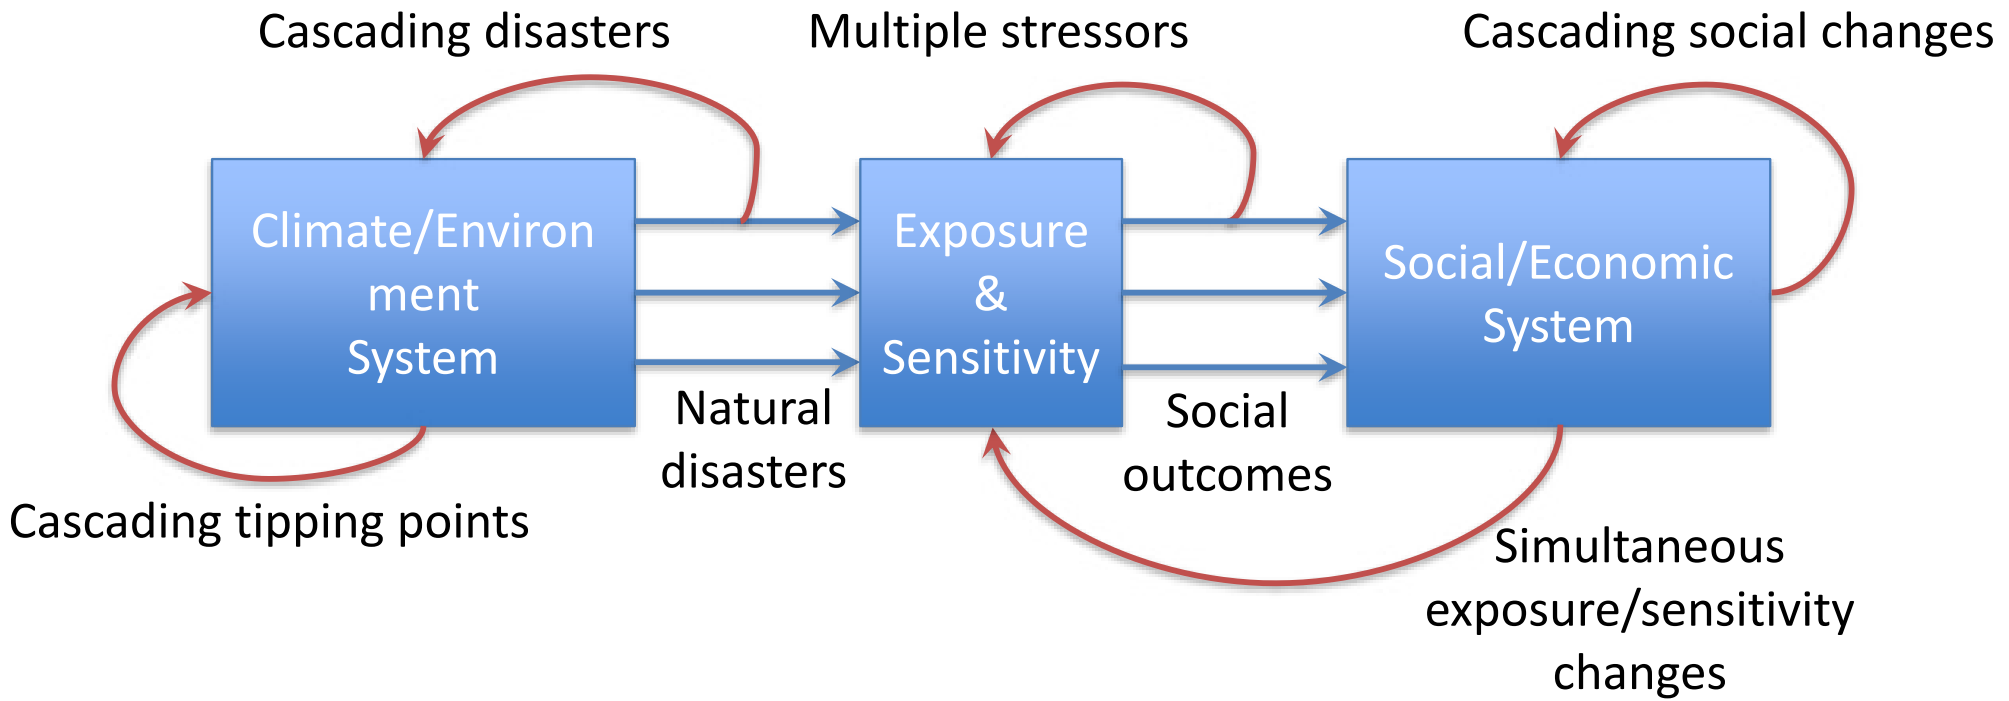 Cascading disasters
Multiple stressors
Cascading social changes
Climate/Environ
ment
System
Exposure
&
Sensitivity
Social/Economic
System
Natural
disasters
Social
outcomes
Cascading tipping points
Simultaneous
exposure/sensitivity
changes